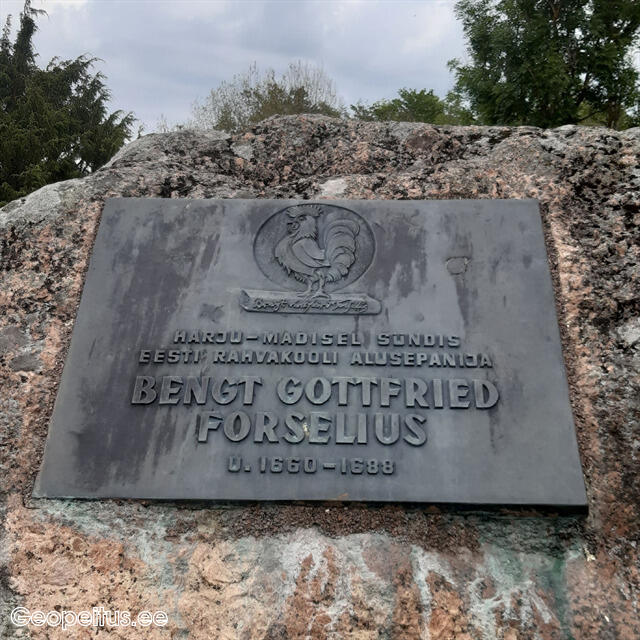 HARJU-MADISEL SÜNDIS
EESTI RAHVAKOOLI ALUSEPANIJA
BENGT GOTTFRIED
FORSELIUS
U. 1660-1688
Geopeitus.ee